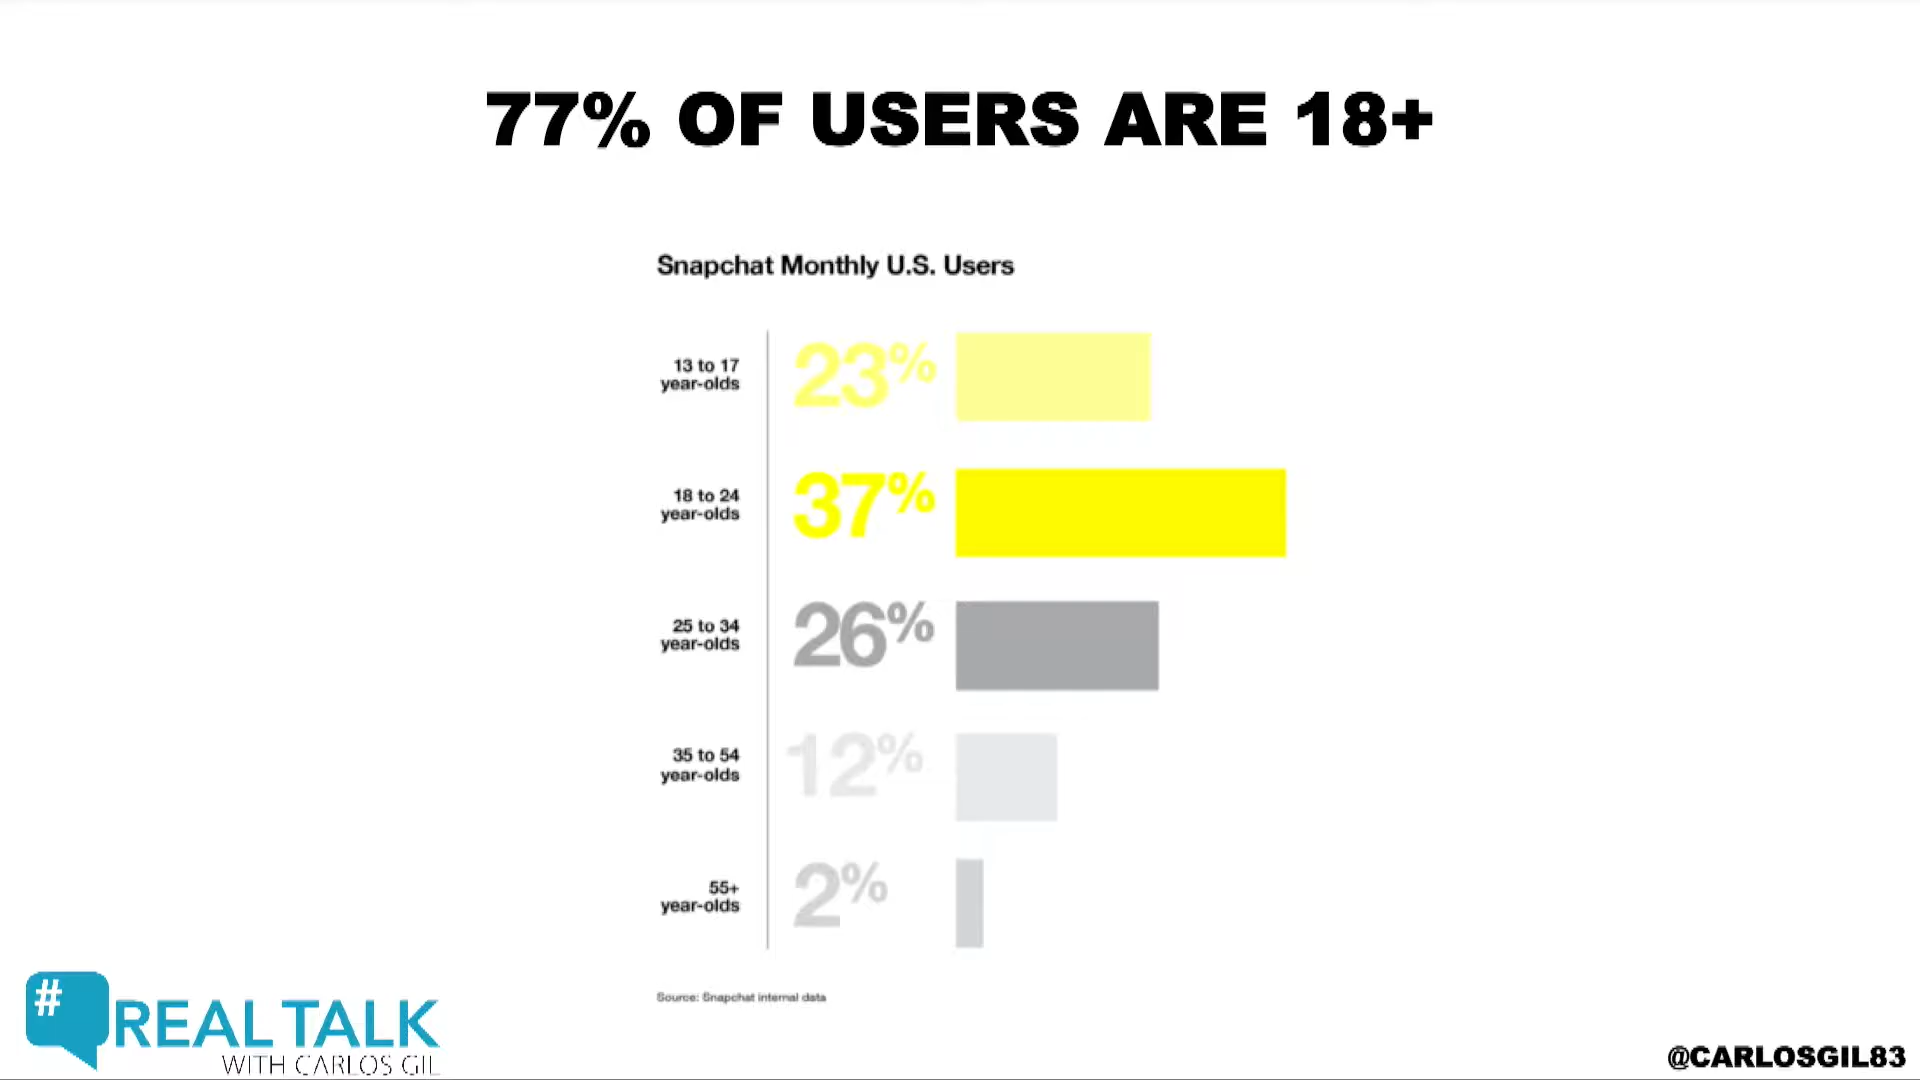 77% OF USERS ARE 18+
Snapchat Monthly U.S. Users
13 to 17
year-olds
23%
18 to 24
year-olds
37%
25 to 34
year-olds
26%
35 to 54
year-olds
12%
55+
year-olds
2%
Source: Snapchat internal data
#
REAL TALK
WITH CARLOS GIL
@CARLOSGIL83